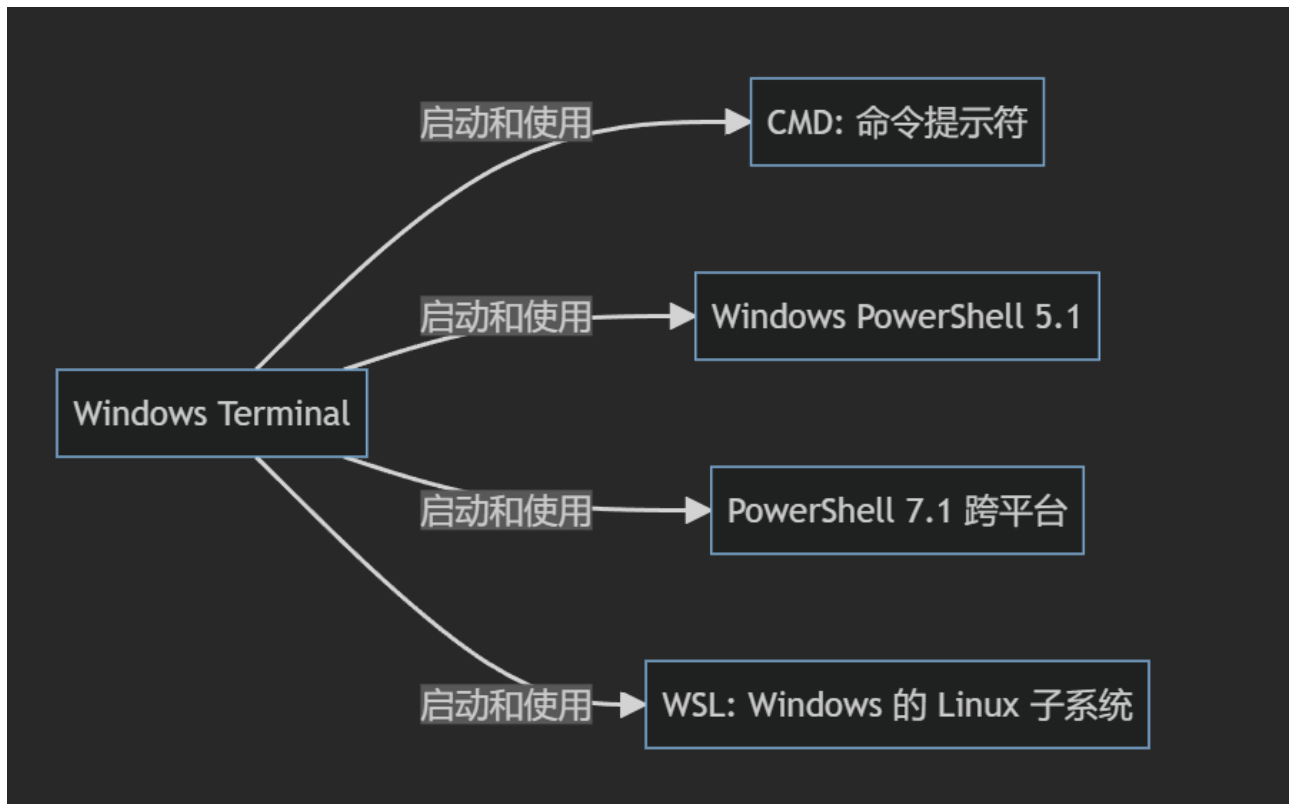 启动和使用
CMD: 命令提示符
启动和使用
Windows PowerShell 5.1
Windows Terminal
启动和使用
PowerShell 7.1 跨平台
启动和使用
WSL: Windows 的 Linux 子系统